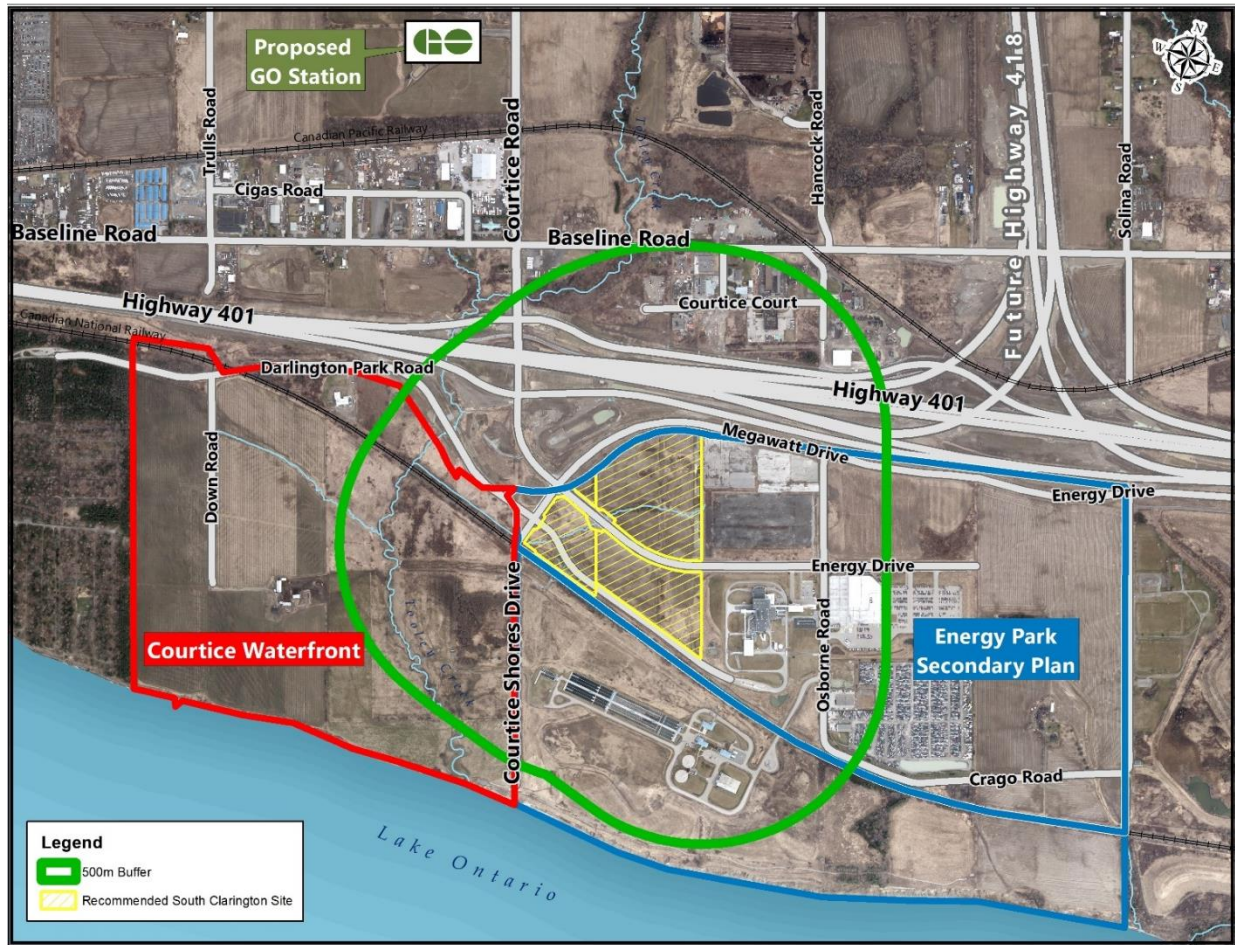 Proposed
GO Station
GO
Future Highway 418
N
W
E
S
Canadian Pacific Railway
Trulls Road
Courtice Road
Hancock Road
Solina Road
Cigas Road
Baseline Road
Baseline Road
Courtice Court
Highway 401
Canadian National Railway
Darlington Park Road
Highway 401
Megawatt Drive
Energy Drive
Down Road
Energy Drive
Courtice Waterfront
Courtice Shores Drive
Osborne Road
Energy Park
Secondary Plan
Crago Road
Lake Ontario
Legend
500m Buffer
Recommended South Clarington Site